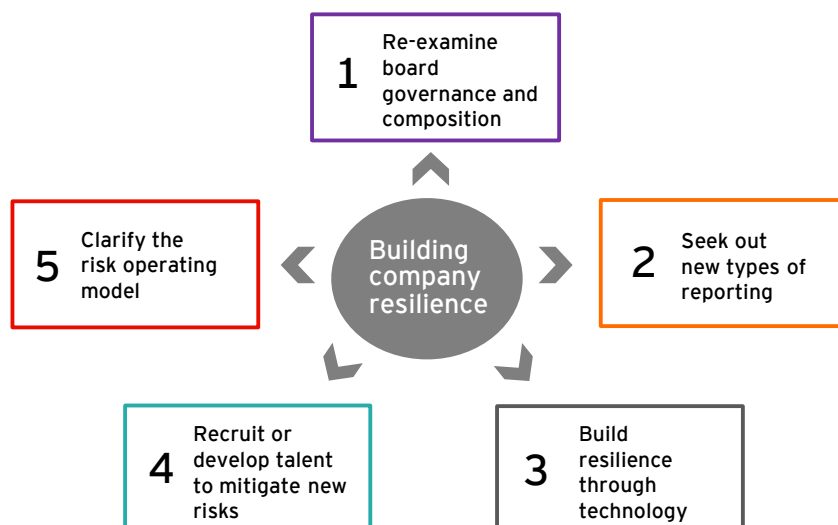 1
Re-examine
board
governance and
composition
Building
company
resilience
2
Seek out
new types of
reporting
3
Build
resilience
through
technology
4
Recruit or
develop talent
to mitigate new
risks
5
Clarify the
risk operating
model